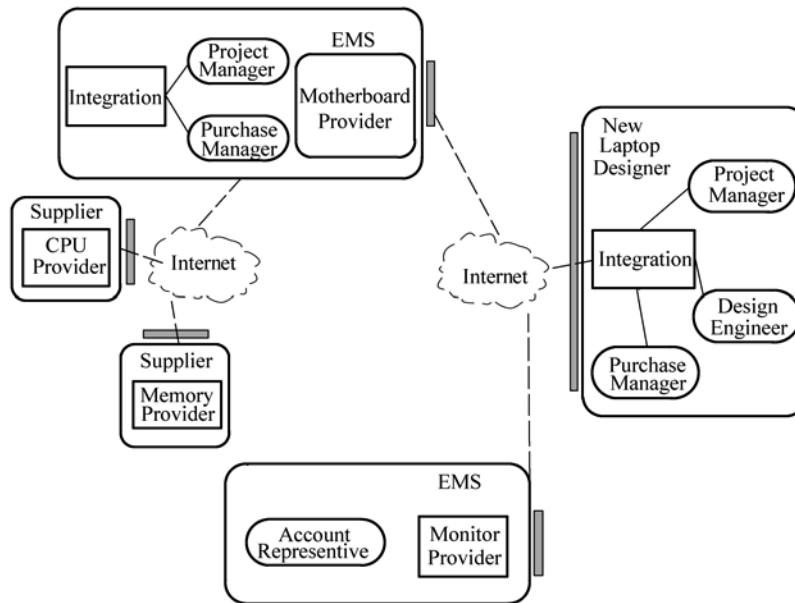 EMS
Project
Manager
Integration
Motherboard
Provider
Purchase
Manager
New
Laptop
Designer
Project
Manager
Supplier
CPU
Provider
Internet
Internet
Integration
Design
Engineer
Supplier
Memory
Provider
Purchase
Manager
EMS
Account
Representive
Monitor
Provider